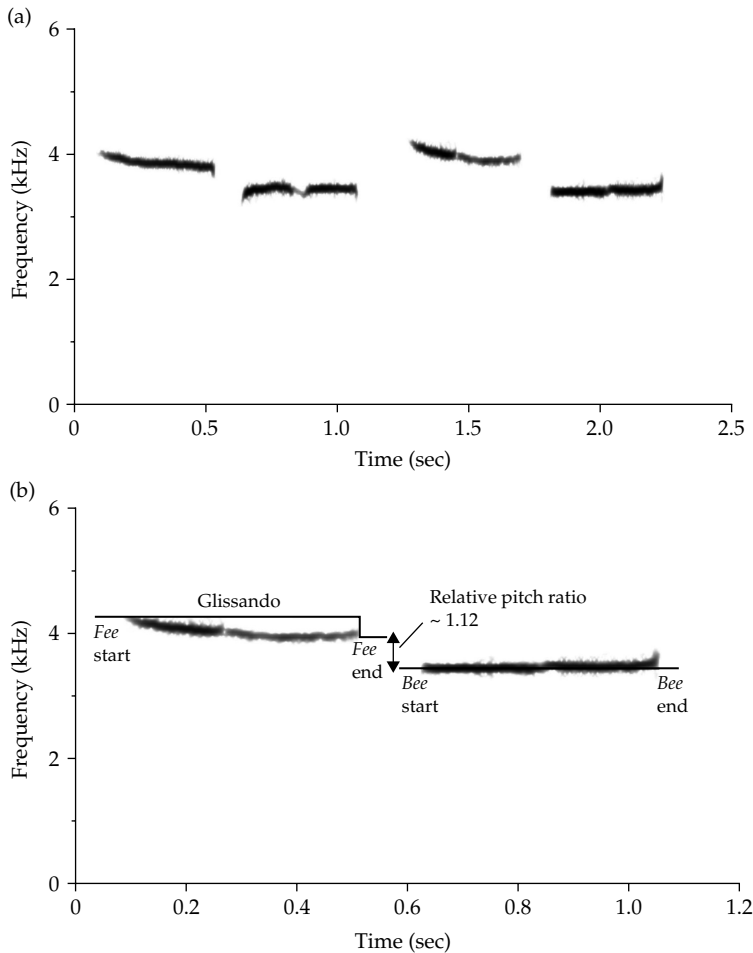 (a)
6
4
2
0
Frequency (kHz)
0
0.5
1.0
1.5
2.0
2.5
Time (sec)
(b)
6
4
2
0
Frequency (kHz)
Glissando
Relative pitch ratio
~ 1.12
Fee
start
Fee
end
Bee
start
Bee
end
0
0.2
0.4
0.6
0.8
1.0
1.2
Time (sec)